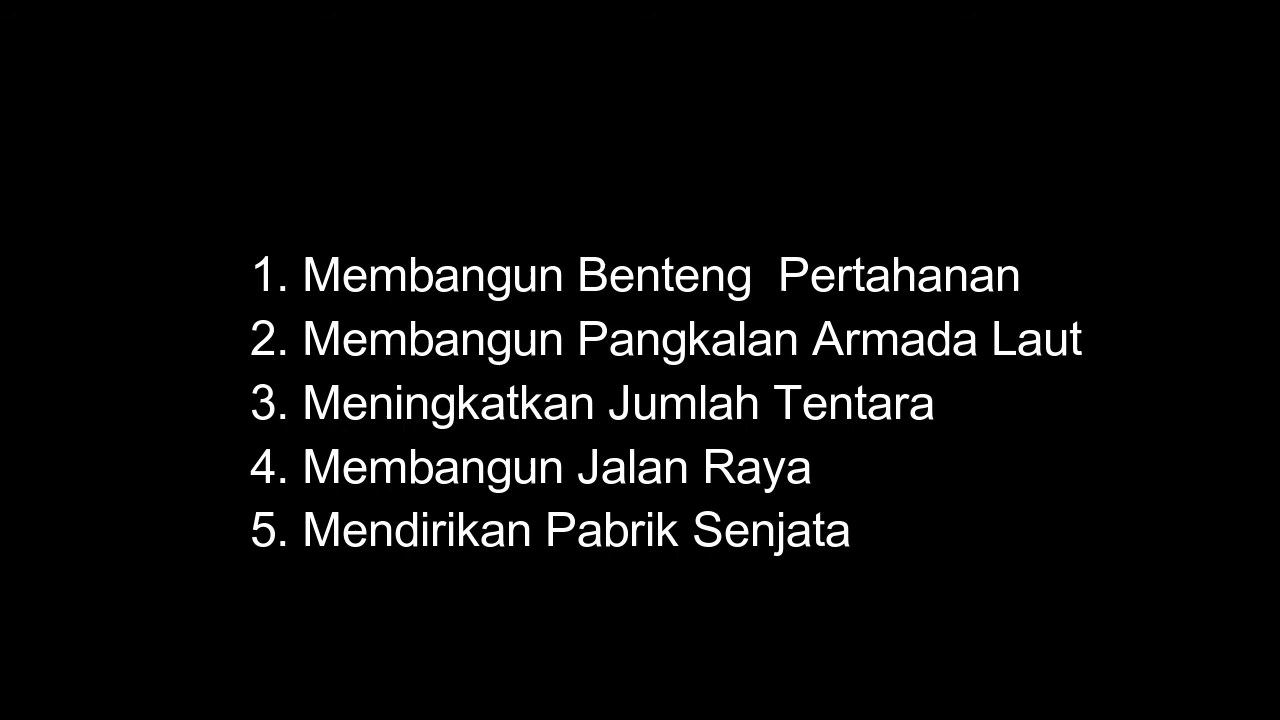 1. Membangun Benteng  Pertahanan
2. Membangun Pangkalan Armada Laut
3. Meningkatkan Jumlah Tentara
4. Membangun Jalan Raya
5. Mendirikan Pabrik Senjata